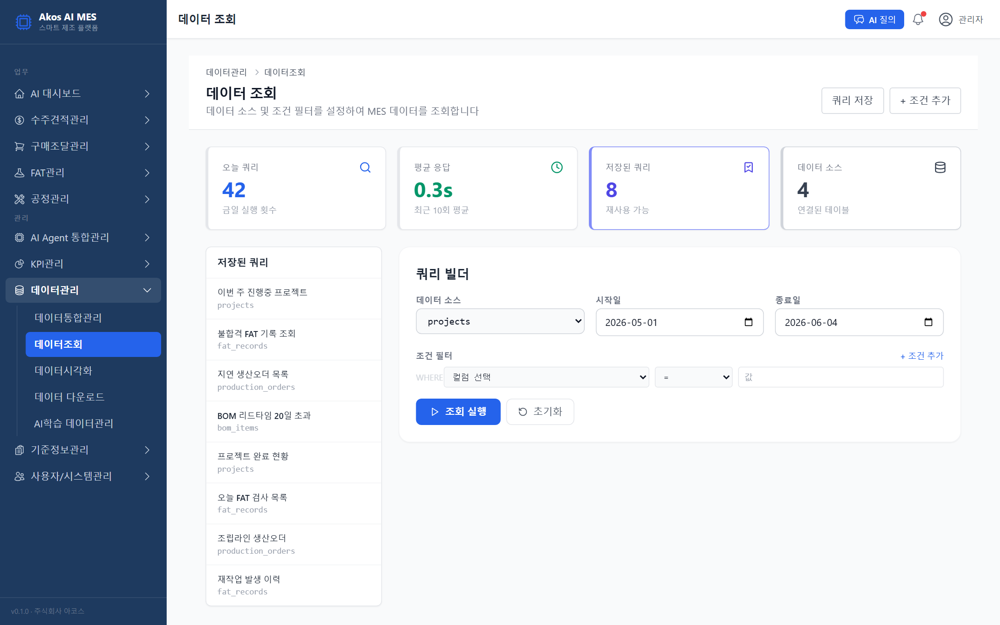 Akos AI MES
스마트 제조 플랫폼
업무
AI 대시보드
수주견적관리
구매조달관리
FAT관리
공정관리
관리
AI Agent 통합관리
KPI관리
데이터관리
데이터통합관리
데이터조회
데이터시각화
데이터 다운로드
AI학습 데이터관리
기준정보관리
사용자/시스템관리
v0.1.0 · 주식회사 아코스
데이터 조회
AI 질의
관리자
데이터관리 > 데이터조회
데이터 조회
데이터 소스 및 조건 필터를 설정하여 MES 데이터를 조회합니다
쿼리 저장
+ 조건 추가
오늘 쿼리
42
금일 실행 횟수
평균 응답
0.3s
최근 10회 평균
저장된 쿼리
8
재사용 가능
데이터 소스
4
연결된 테이블
저장된 쿼리
이번 주 진행중 프로젝트
projects
불합격 FAT 기록 조회
fat_records
지연 생산오더 목록
production_orders
BOM 리드타임 20일 초과
bom_items
프로젝트 완료 현황
projects
오늘 FAT 검사 목록
fat_records
조립라인 생산오더
production_orders
재작업 발생 이력
fat_records
쿼리 빌더
데이터 소스
시작일
종료일
projects
2026-05-01
2026-06-04
조건 필터
+ 조건 추가
WHERE 컬럼 선택 = 값
조회 실행
초기화